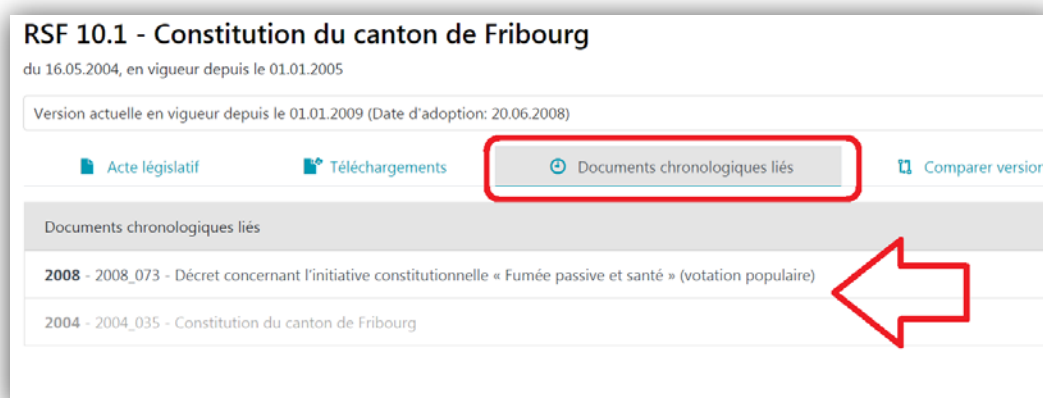 RSF 10.1 - Constitution du canton de Fribourg
du 16.05.2004, en vigueur depuis le 01.01.2005
Version actuelle en vigueur depuis le 01.01.2009 (Date d'adoption: 20.06.2008)
Acte législatif Téléchargements Documents chronologiques liés Comparer version
Documents chronologiques liés
2008 - 2008_073 - Décret concernant l'initiative constitutionnelle « Fumée passive et santé » (votation populaire)
2004 - 2004_035 - Constitution du canton de Fribourg